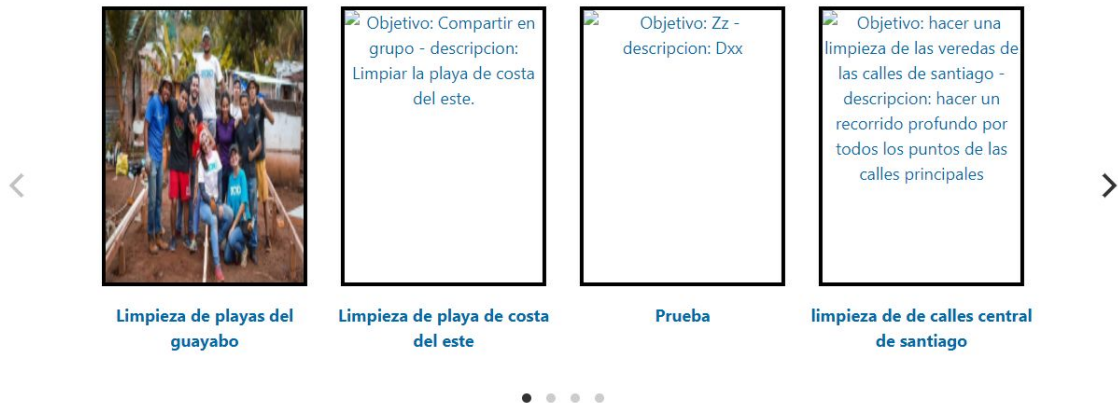 Objetivo: Compartir en
grupo - descripcion:
Limpiar la playa de costa
del este.
Objetivo: Zz -
descripcion: Dxx
Objetivo: hacer una
limpieza de las veredas de
las calles de santiago -
descripcion: hacer un
recorrido profundo por
todos los puntos de las
calles principales
Limpieza de playas del
guayabo
Limpieza de playa de costa
del este
Prueba
limpieza de de calles central
de santiago